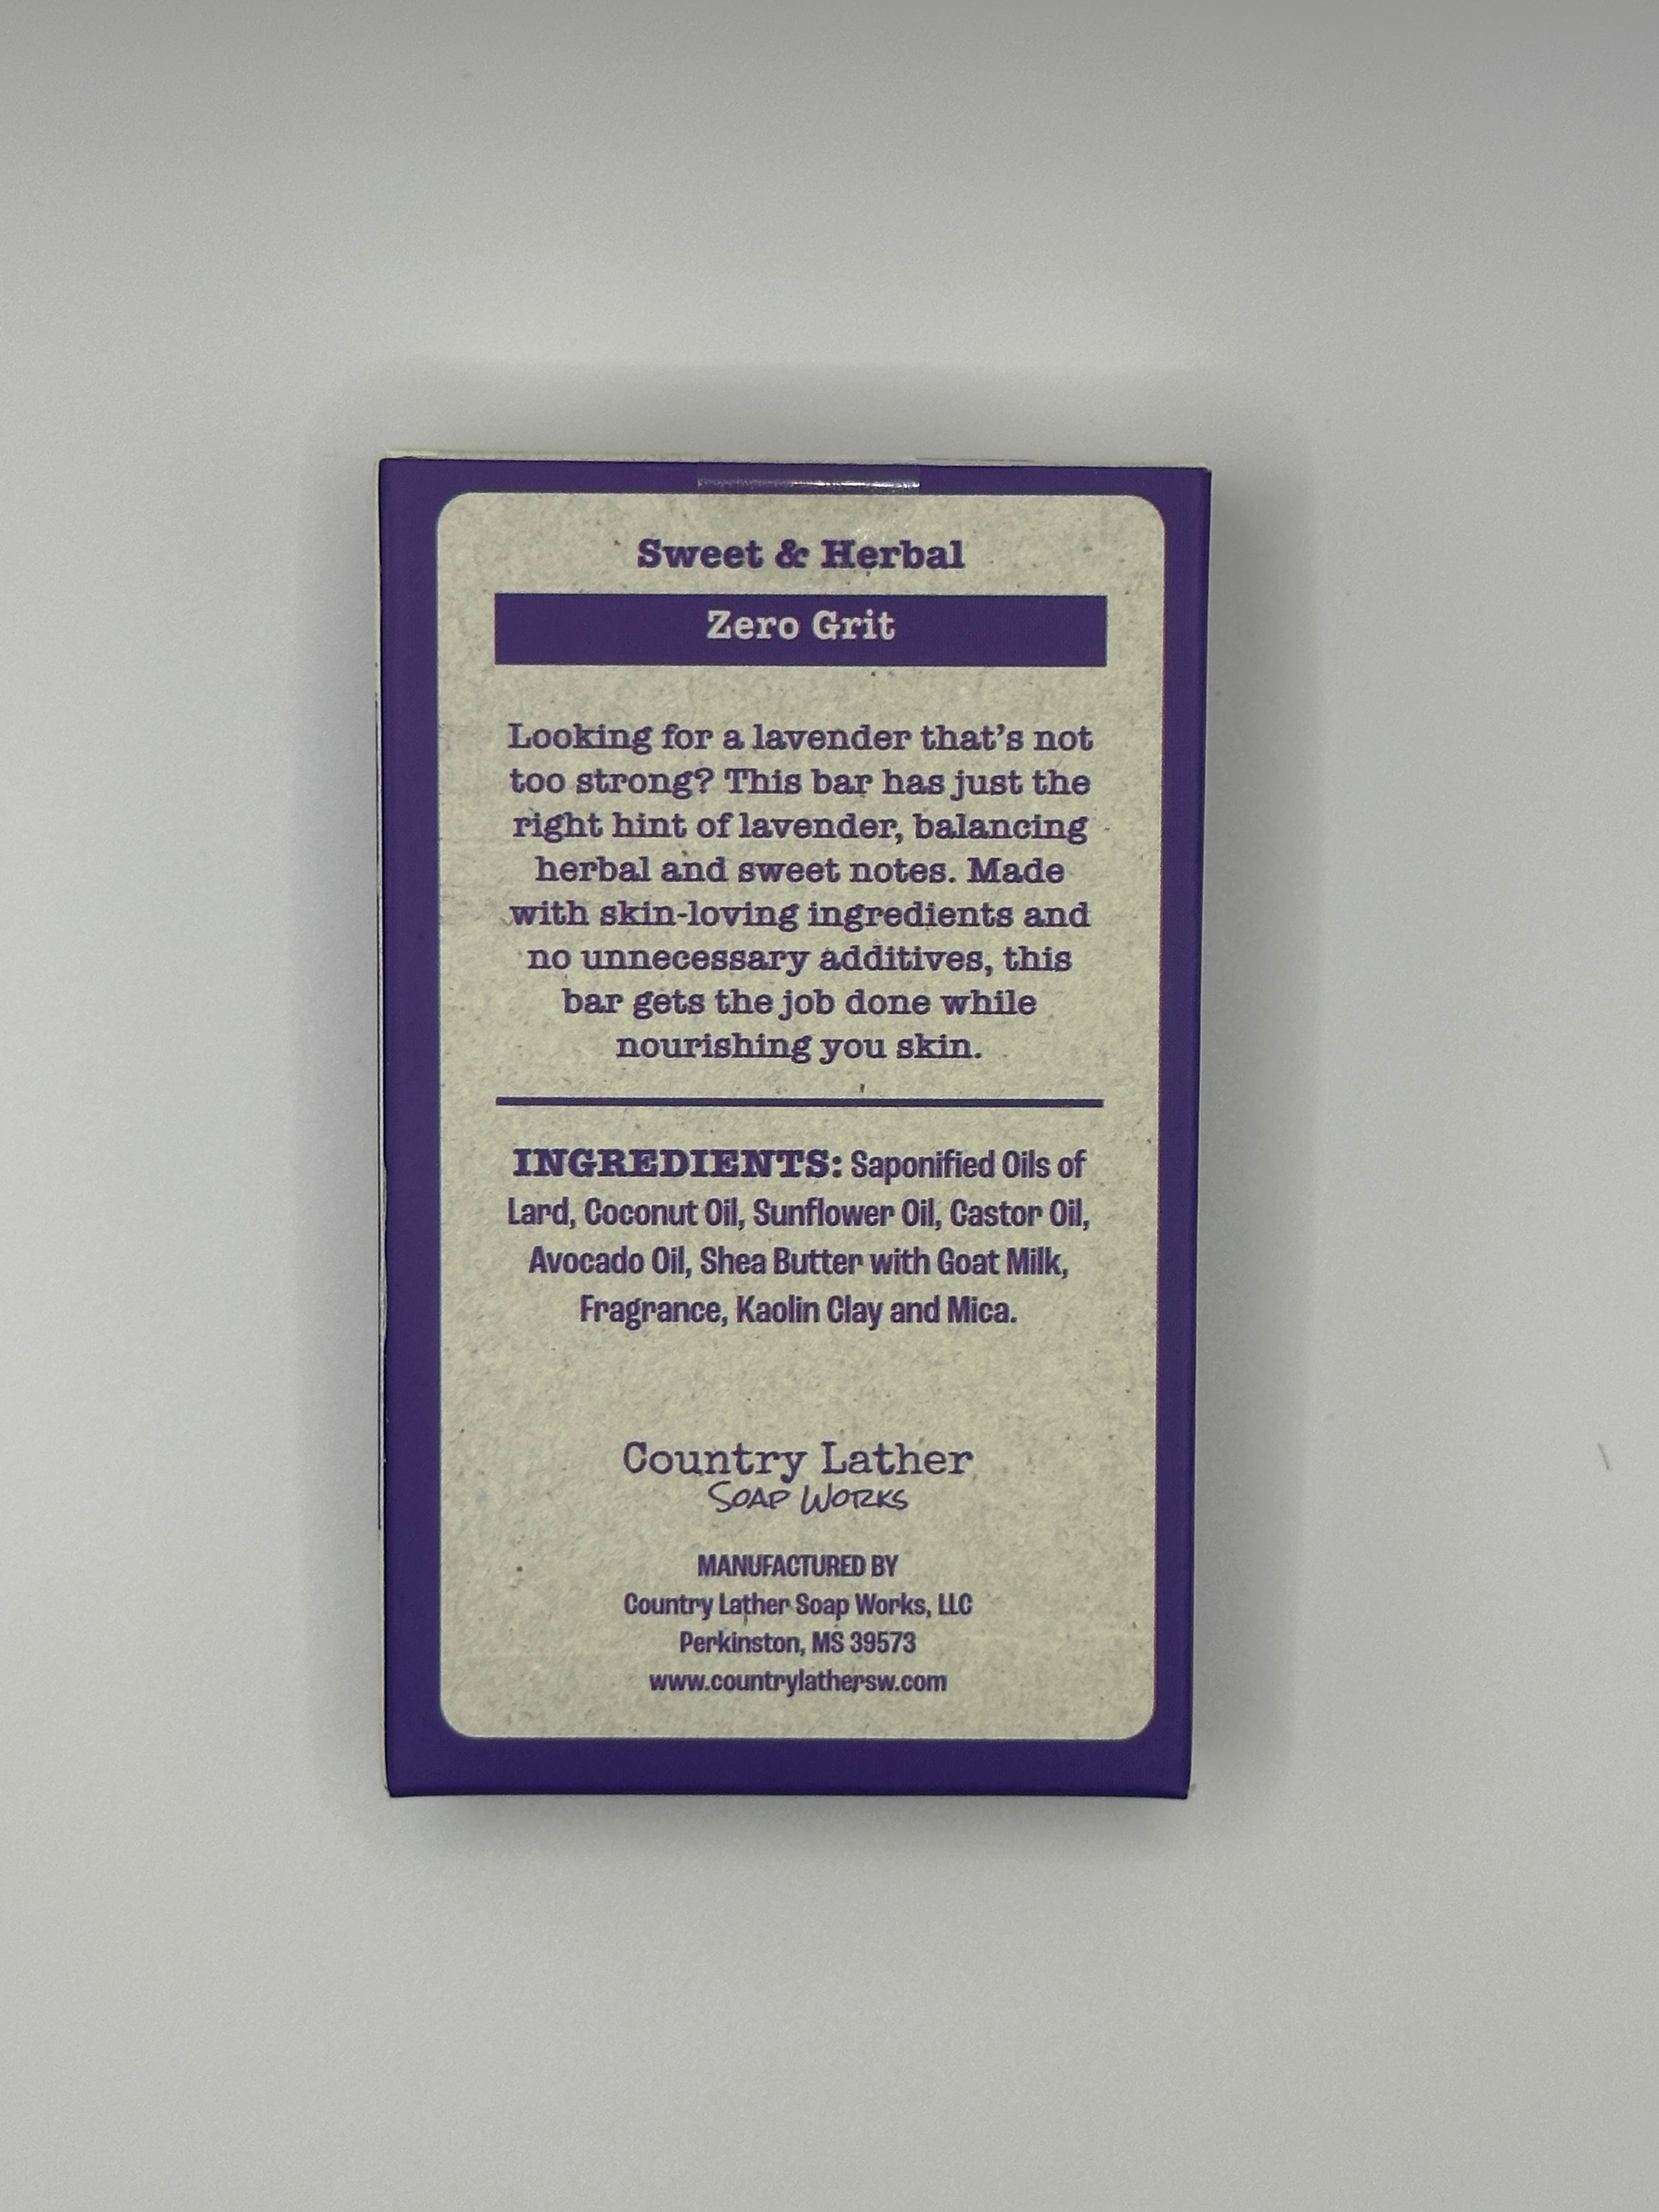 Sweet & Herbal
Zero Grit
Looking for a lavender that's not
too strong? This bar has just the
right hint of lavender, balancing
herbal and sweet notes. Made
with skin-loving ingredients and
no unnecessary additives, this
bar gets the job done while
nourishing you skin.
INGREDIENTS: Saponified Oils of
Lard, Coconut Oil, Sunflower Oil, Castor Oil,
Avocado Oil, Shea Butter with Goat Milk,
Fragrance, Kaolin Clay and Mica.
Country Lather
SOAP WORKS
MANUFACTURED BY
Country Lather Soap Works, LLC
Perkinston, MS 39573
www.countrylathersw.com